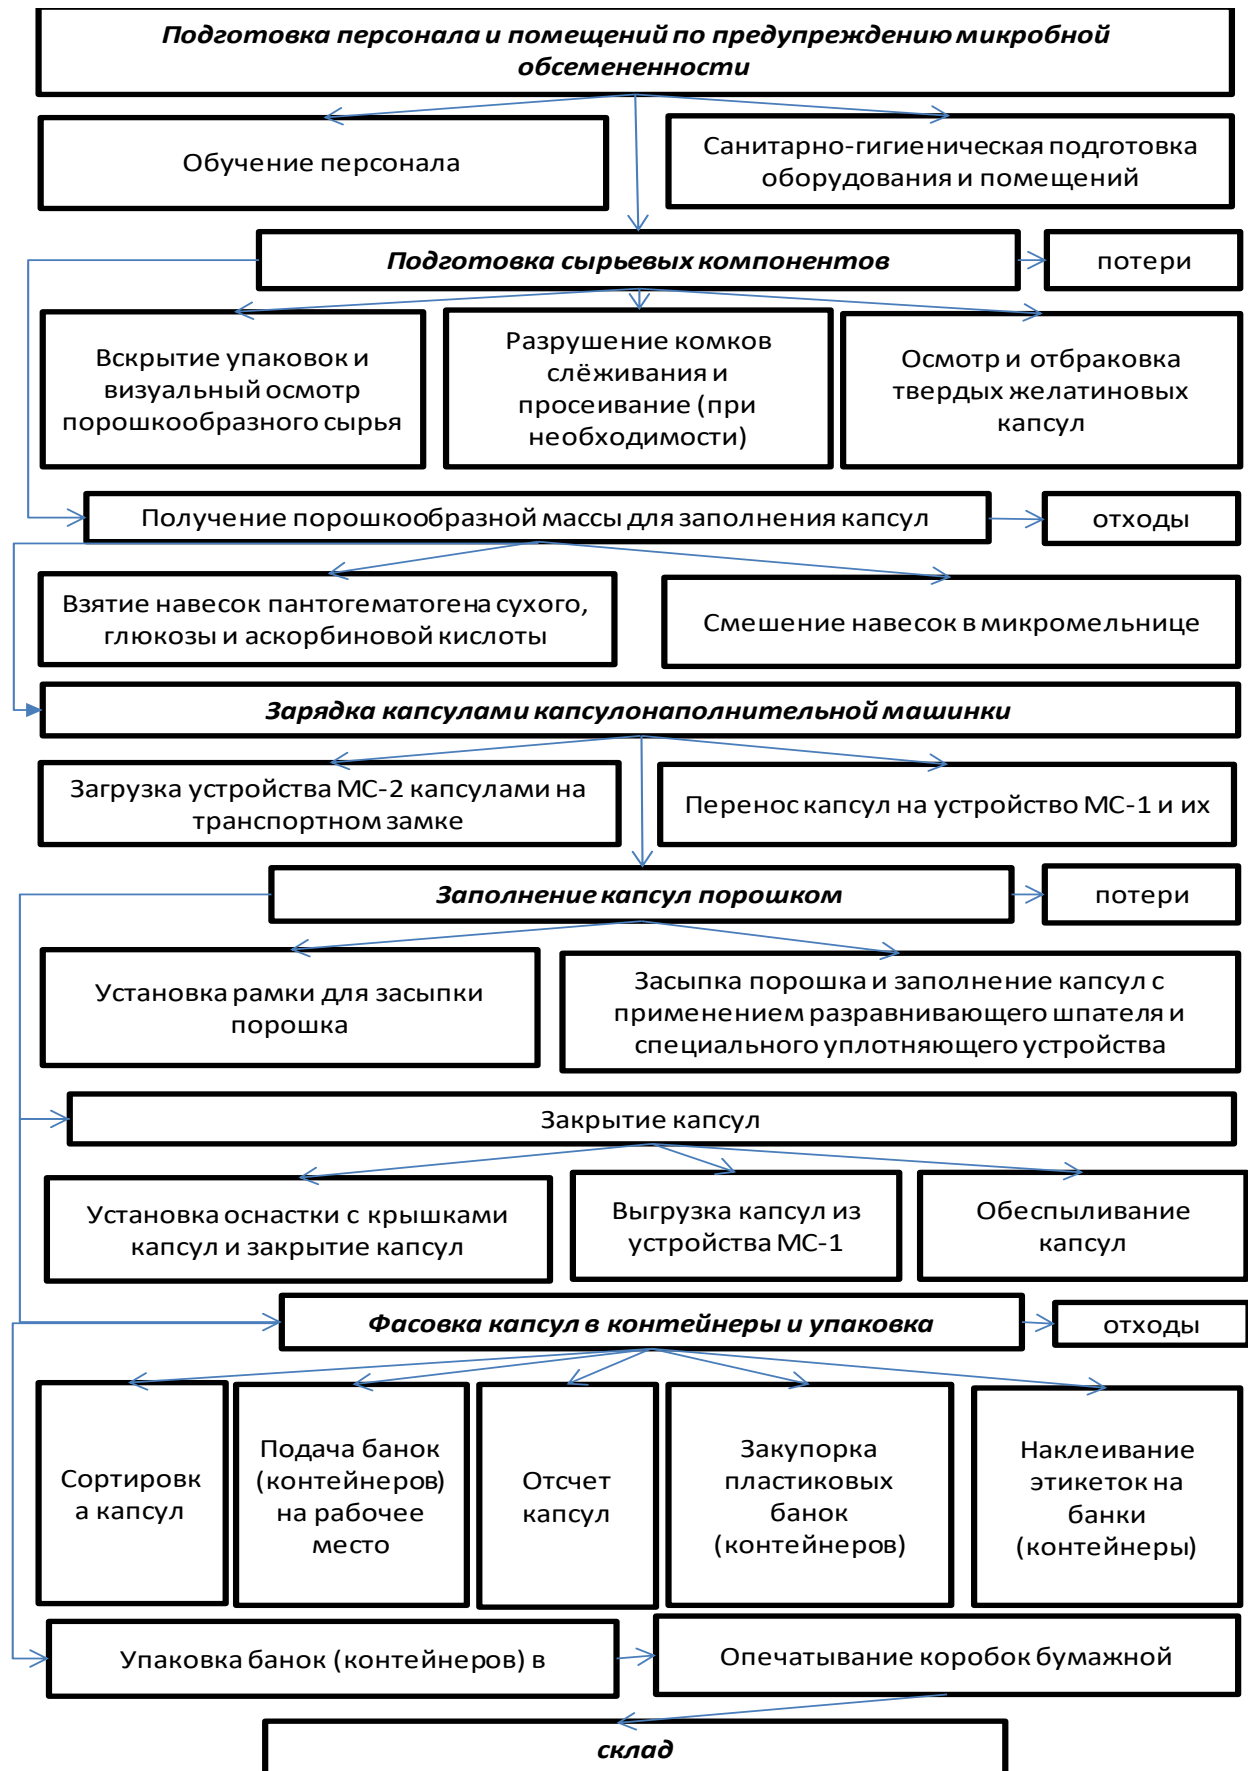 Подготовка персонала и помещений по предупреждению микробной
обсемененности
Обучение персонала
Санитарно-гигиеническая подготовка
оборудования и помещений
Подготовка сырьевых компонентов
потери
Вскрытие упаковок и
визуальный осмотр
порошкообразного сырья
Разрушение комков
слёживания и
просеивание (при
необходимости)
Осмотр и отбраковка
твердых желатиновых
капсул
Получение порошкообразной массы для заполнения капсул
отходы
Взятие навесок пантогематогена сухого,
глюкозы и аскорбиновой кислоты
Смешение навесок в микромельнице
Зарядка капсулами капсулонаполнительной машинки
Загрузка устройства МС-2 капсулами на
транспортном замке
Перенос капсул на устройство МС-1 и их
Заполнение капсул порошком
потери
Установка рамки для засыпки
порошка
Засыпка порошка и заполнение капсул с
применением разравнивающего шпателя и
специального уплотняющего устройства
Закрытие капсул
Установка оснастки с крышками
капсул и закрытие капсул
Выгрузка капсул из
устройства МС-1
Обеспыливание
капсул
Фасовка капсул в контейнеры и упаковка
отходы
Сортировк
а капсул
Подача банок
(контейнеров)
на рабочее
место
Отсчет
капсул
Закупорка
пластиковых
банок
(контейнеров)
Наклеивание
этикеток на
банки
(контейнеры)
Упаковка банок (контейнеров) в
Опечатывание коробок бумажной
склад